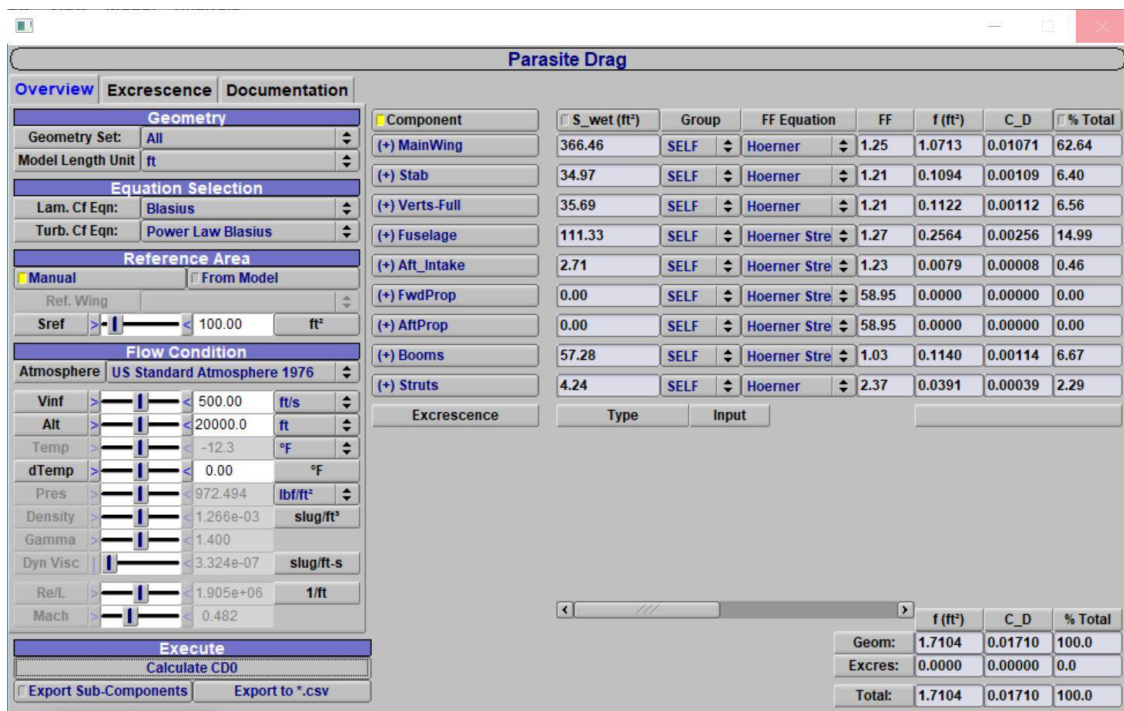 Parasite Drag
Overview Excrescence Documentation
Geometry
Geometry Set: All
Model Length Unit ft
Equation Selection
Lam. Cf Eqn: Blasius
Turb. Cf Eqn: Power Law Blasius
Reference Area
Manual From Model
Ref. Wing
Sref > < 100.00 ft²
Flow Condition
Atmosphere US Standard Atmosphere 1976
Vinf > < 500.00 ft/s
Alt > < 20000.0 ft
Temp > < -12.3 °F
dTemp > < 0.00 °F
Pres > < 972.494 lbf/ft²
Density > < 1.266e-03 slug/ft³
Gamma > < 1.400
Dyn Visc | < 3.324e-07 slug/ft-s
Re/L > < 1.905e+06 1/ft
Mach > < 0.482
Execute
Calculate CD0
Export Sub-Components Export to *.csv
Component S_wet (ft²) Group FF Equation FF f (ft²) C_D % Total
(+) MainWing 366.46 SELF Hoerner 1.25 1.0713 0.01071 62.64
(+) Stab 34.97 SELF Hoerner 1.21 0.1094 0.00109 6.40
(+) Verts-Full 35.69 SELF Hoerner 1.21 0.1122 0.00112 6.56
(+) Fuselage 111.33 SELF Hoerner Stre 1.27 0.2564 0.00256 14.99
(+) Aft_Intake 2.71 SELF Hoerner Stre 1.23 0.0079 0.00008 0.46
(+) FwdProp 0.00 SELF Hoerner Stre 58.95 0.0000 0.00000 0.00
(+) AftProp 0.00 SELF Hoerner Stre 58.95 0.0000 0.00000 0.00
(+) Booms 57.28 SELF Hoerner Stre 1.03 0.1140 0.00114 6.67
(+) Struts 4.24 SELF Hoerner 2.37 0.0391 0.00039 2.29
Excrescence Type Input
f (ft²) C_D % Total
Geom: 1.7104 0.01710 100.0
Excres: 0.0000 0.00000 0.0
Total: 1.7104 0.01710 100.0